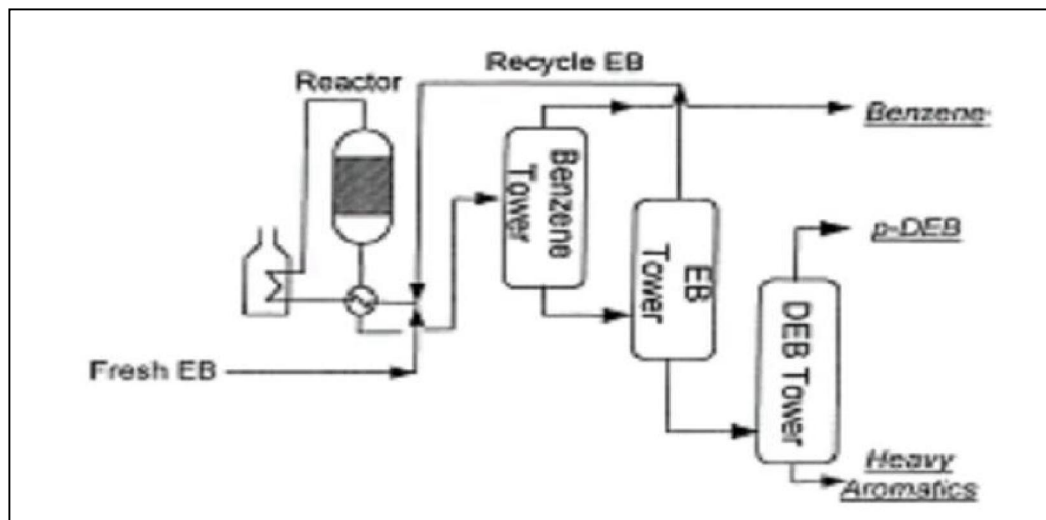 Recycle EB
Reactor
Benzene
Benzene
Tower
EB
Tower
p-DEB
DEB Tower
Fresh EB
Heavy
Aromatics